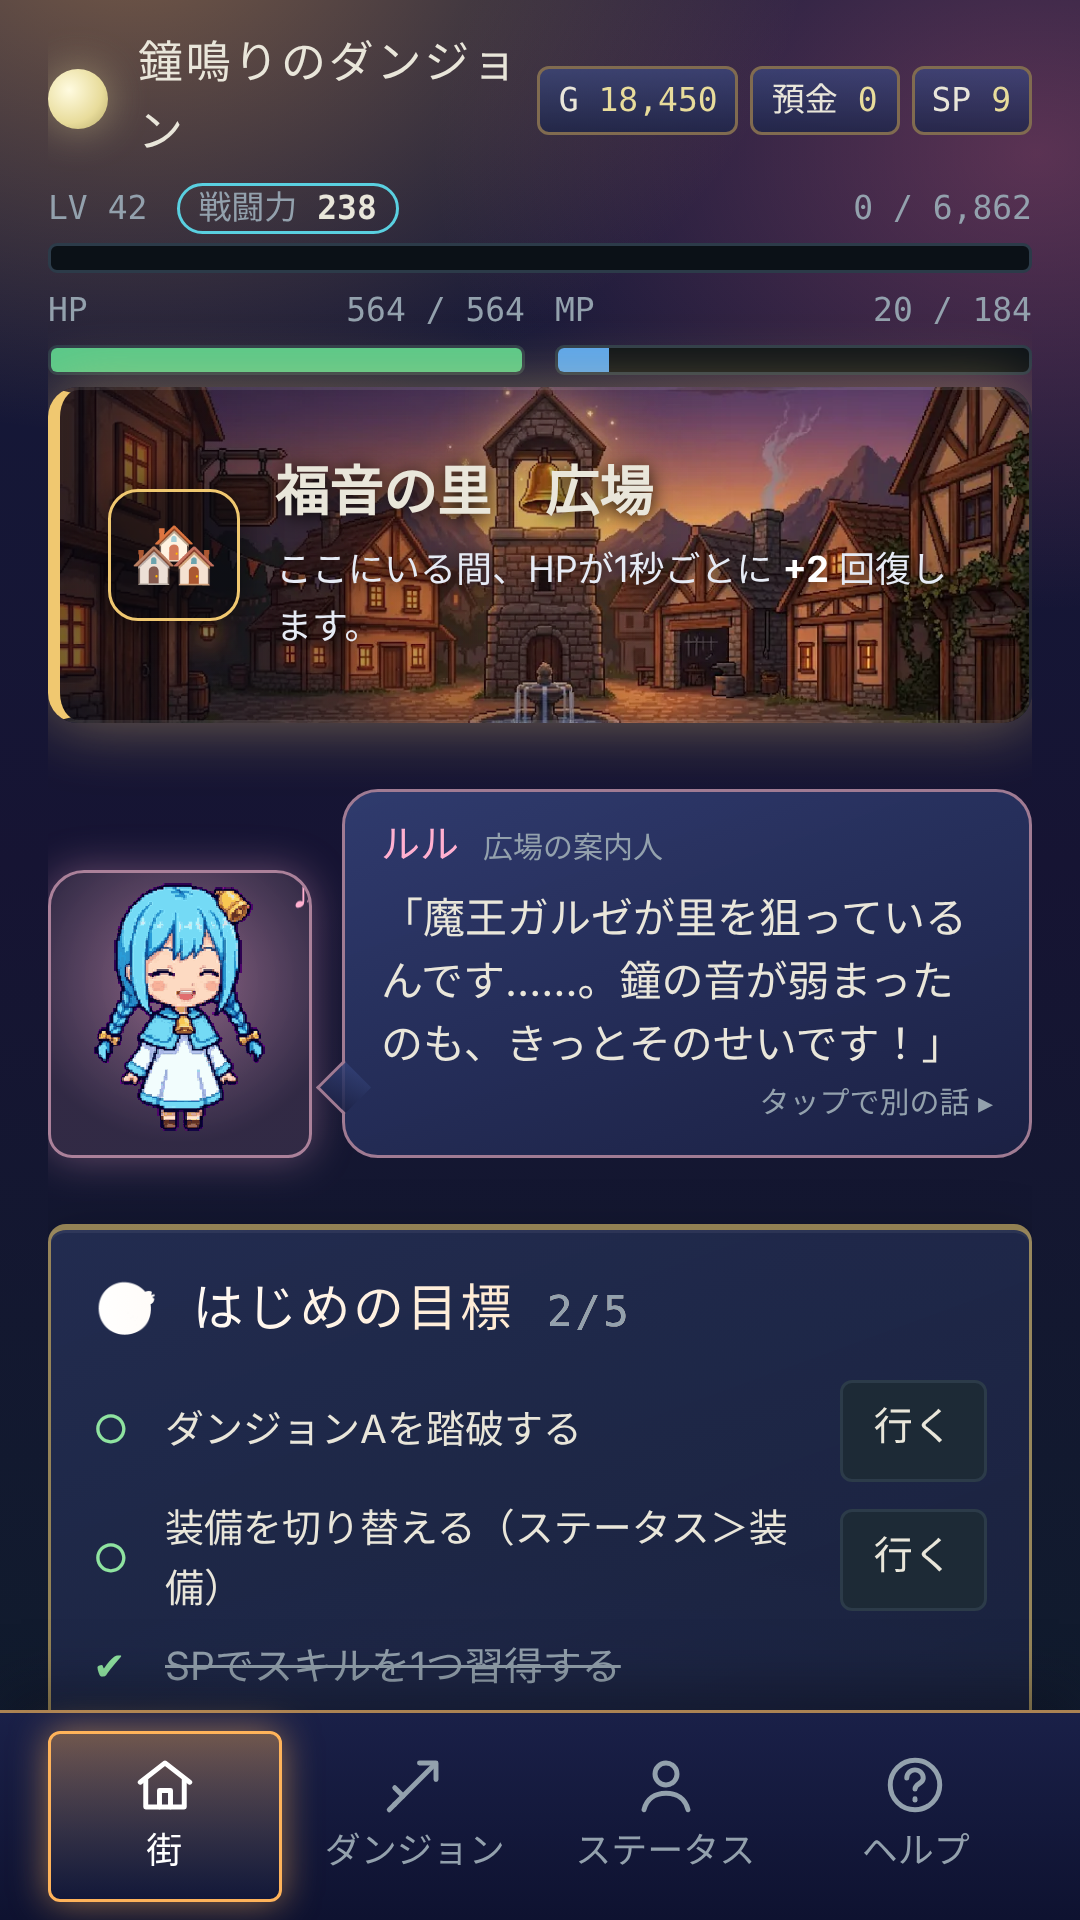 鐘鳴りのダンジョ
ン
G 18,450
預金 0
SP 9
LV 42
戦闘力 238
0 / 6,862
HP
564 / 564
MP
20 / 184
福音の里 広場
ここにいる間、HPが1秒ごとに +2 回復し
ます。
ルル 広場の案内人
「魔王ガルゼが里を狙っている
んです……。鐘の音が弱まった
のも、きっとそのせいです！」
タップで別の話 ▸
はじめの目標 2/5
ダンジョンAを踏破する
行く
装備を切り替える（ステータス＞装
備）
行く
✔ SPでスキルを1つ習得する
街
ダンジョン
ステータス
ヘルプ